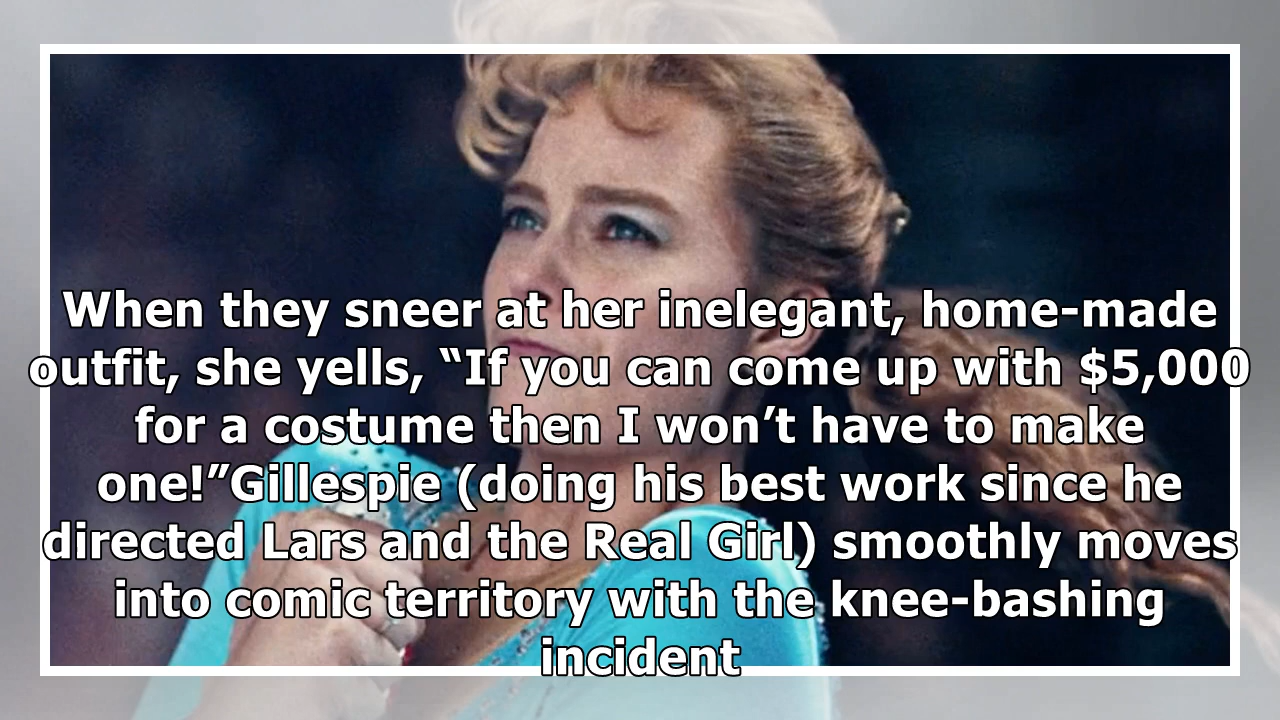 When they sneer at her inelegant, home-made
outfit, she yells, “If you can come up with $5,000
for a costume then I won’t have to make
one!”Gillespie (doing his best work since he
directed Lars and the Real Girl) smoothly moves
into comic territory with the knee-bashing
incident